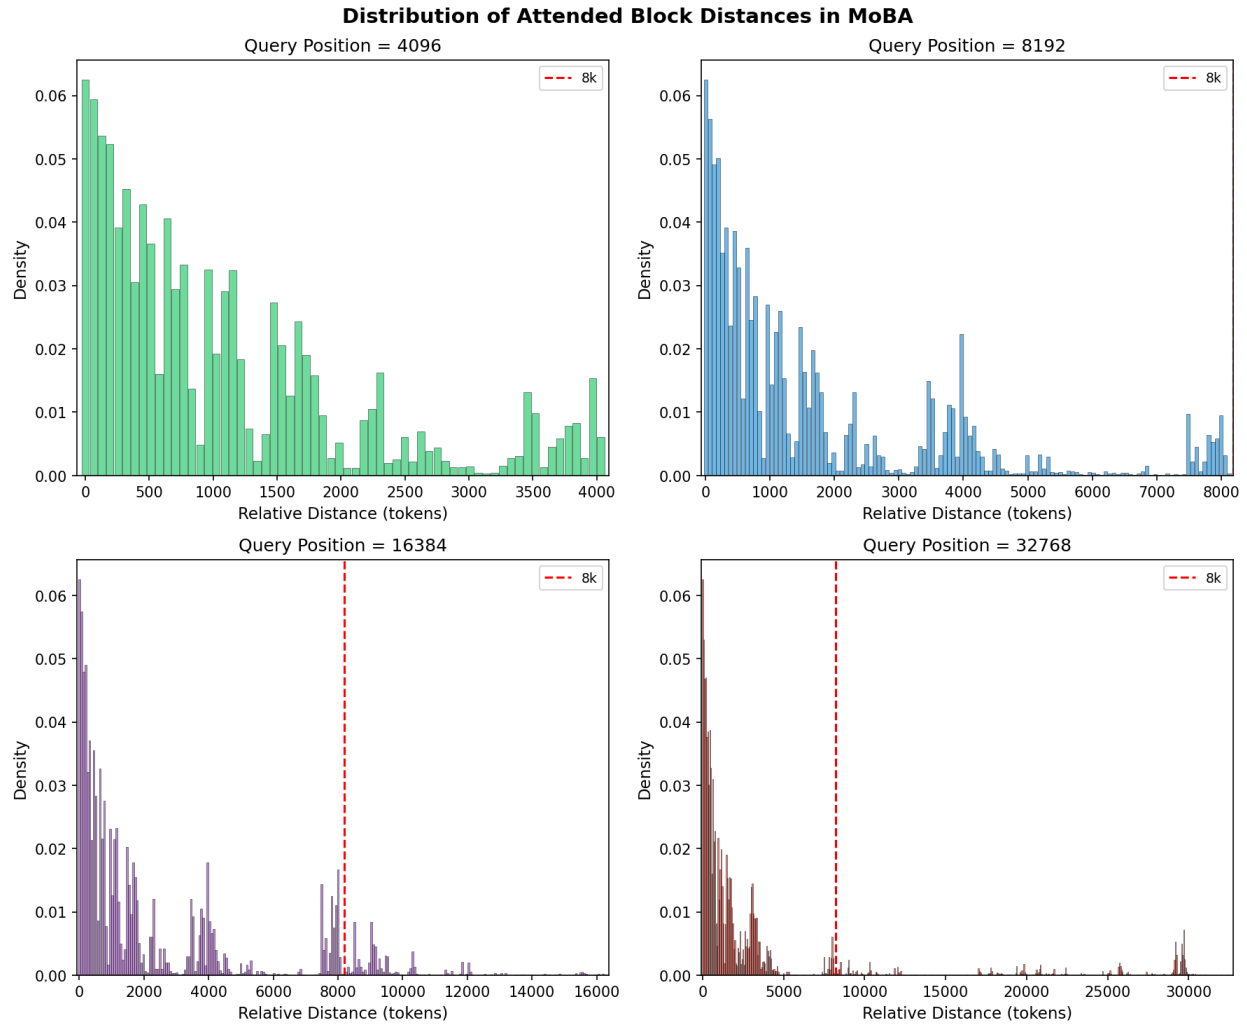 Distribution of Attended Block Distances in MoBA
Query Position = 4096
8k
0.06
0.05
0.04
0.03
0.02
0.01
0.00
Density
0 500 1000 1500 2000 2500 3000 3500 4000
Relative Distance (tokens)
Query Position = 8192
8k
0.06
0.05
0.04
0.03
0.02
0.01
0.00
Density
0 1000 2000 3000 4000 5000 6000 7000 8000
Relative Distance (tokens)
Query Position = 16384
8k
0.06
0.05
0.04
0.03
0.02
0.01
0.00
Density
0 2000 4000 6000 8000 10000 12000 14000 16000
Relative Distance (tokens)
Query Position = 32768
8k
0.06
0.05
0.04
0.03
0.02
0.01
0.00
Density
0 5000 10000 15000 20000 25000 30000
Relative Distance (tokens)